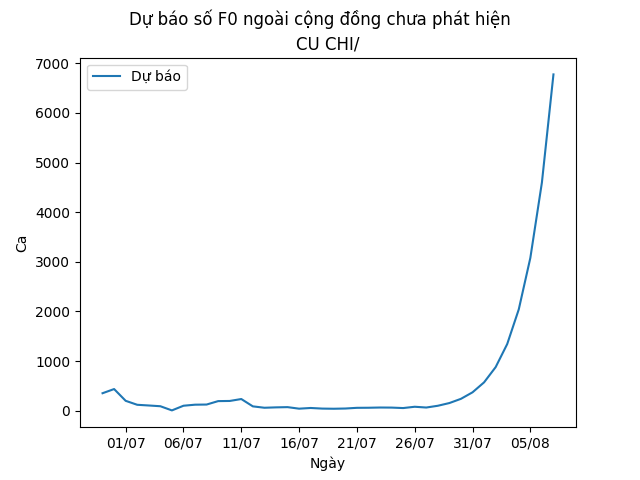 Dự báo số F0 ngoài cộng đồng chưa phát hiện
CU CHI/
Dự báo
7000
6000
5000
4000
3000
2000
1000
0
Ca
01/07 06/07 11/07 16/07 21/07 26/07 31/07 05/08
Ngày